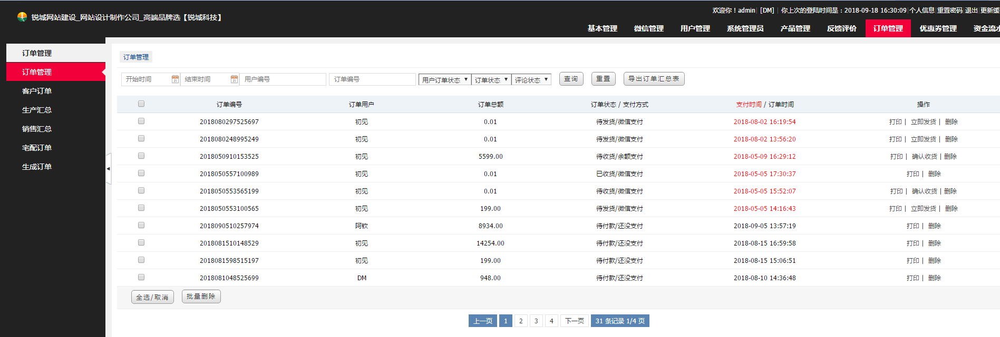 欢迎你！admin| [DM] | 你上次的登陆时间是：2018-09-18 16:30:09|个人信息|重置密码|退出|更新缓
锐城网站建设_网站设计制作公司_高端品牌选【锐城科技】
基本管理 微信管理 用户管理 系统管理员 产品管理 反馈评价 订单管理 优惠券管理 资金流水
订单管理
订单管理
客户订单
生产汇总
销售汇总
宅配订单
生成订单
订单管理
开始时间 结束时间 用户编号 订单编号 用户订单状态 订单状态 评论状态 查询 重置 导出订单汇总表
订单编号 订单用户 订单总额 订单状态 / 支付方式 支付时间 / 订单时间 操作
2018080297525697 初见 0.01 待发货/微信支付 2018-08-02 16:19:54 打印 | 立即发货 | 删除
2018080248995249 初见 0.01 待发货/微信支付 2018-08-02 13:56:20 打印 | 立即发货 | 删除
2018050910153525 初见 5599.00 待收货/余额支付 2018-05-09 16:29:12 打印 | 确认收货 | 删除
2018050557100989 初见 0.01 已收货/微信支付 2018-05-05 17:30:37 打印 | 删除
2018050553565199 初见 0.01 待收货/微信支付 2018-05-05 15:52:07 打印 | 确认收货 | 删除
2018050553100565 初见 199.00 待发货/微信支付 2018-05-05 14:16:43 打印 | 立即发货 | 删除
2018090510257974 阿钦 8934.00 待付款/还没支付 2018-09-05 13:57:19 打印 | 删除
2018081510148529 初见 14254.00 待付款/还没支付 2018-08-15 16:59:58 打印 | 删除
2018081598515197 初见 199.00 待付款/还没支付 2018-08-15 15:06:51 打印 | 删除
2018081048525699 DM 948.00 待付款/还没支付 2018-08-10 14:36:48 打印 | 删除
全选/取消 批量删除
上一页 1 2 3 4 下一页 31 条记录 1/4 页